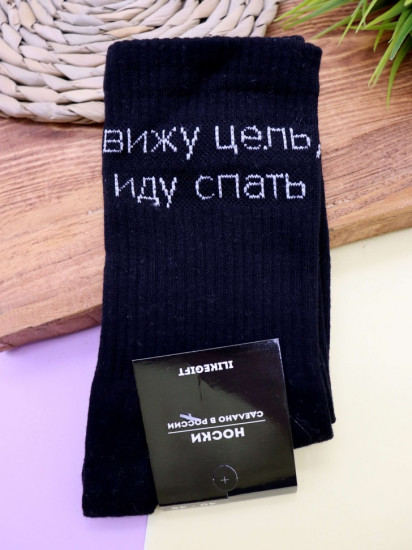 вижу цель,
иду спать
НОСКИ
СДЕЛАНО В РОССИИ
ILIKEGIFT